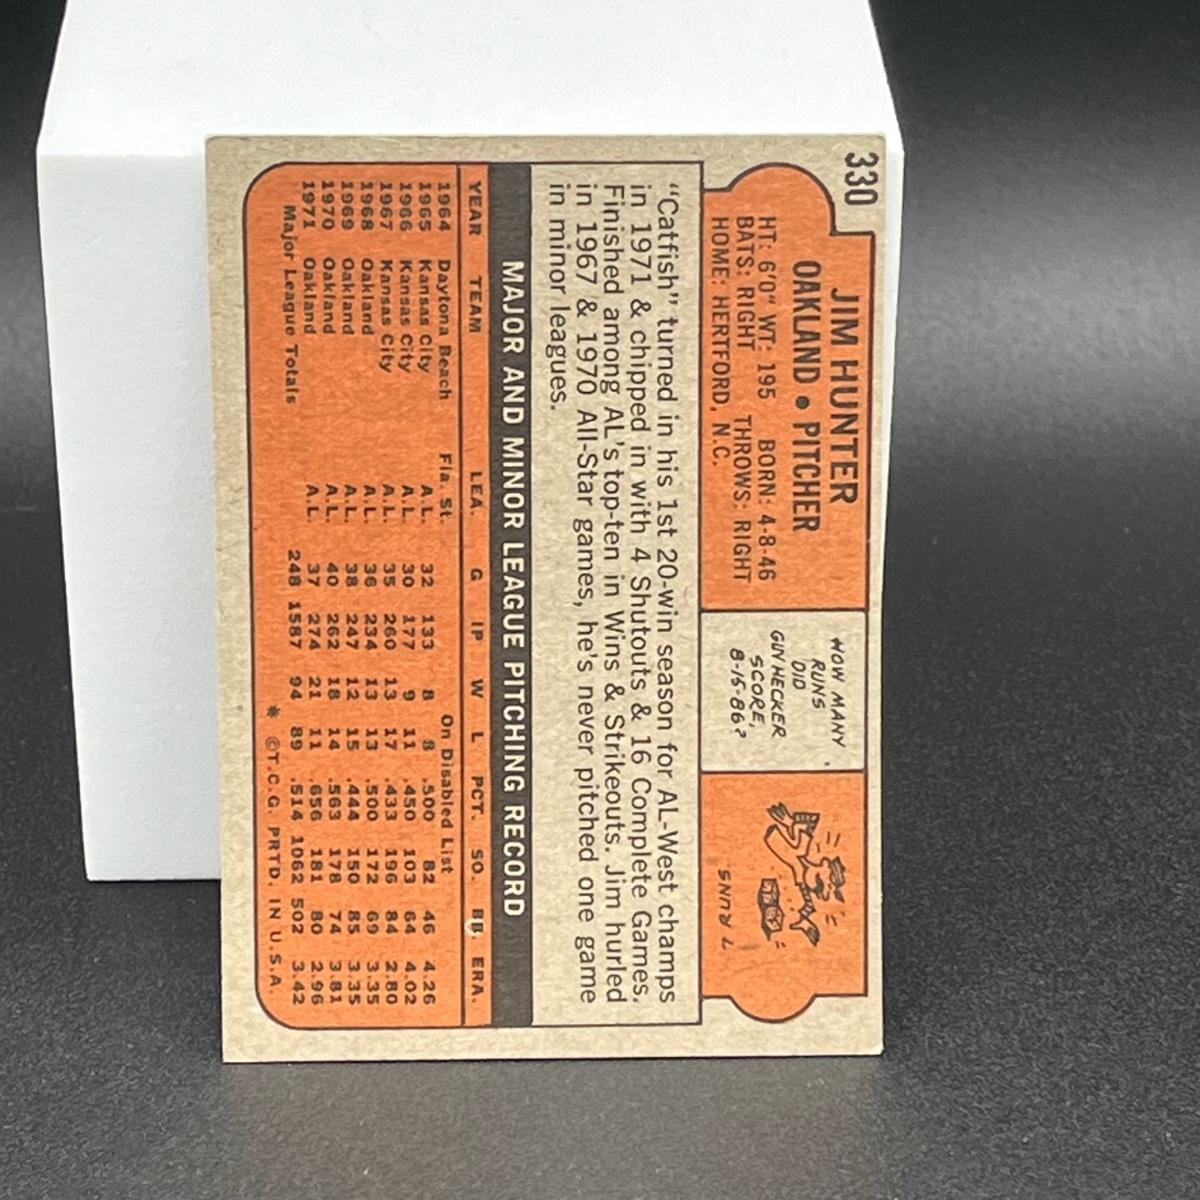 330
JIM HUNTER
OAKLAND • PITCHER
HT: 6'0" WT: 195 BORN: 4-8-46
BATS: RIGHT THROWS: RIGHT
HOME: HERTFORD, N.C.
HOW MANY
RUNS
DID
GUY HECKER
SCORE,
8-15-86?
7 RUNS
"Catfish" turned in his 1st 20-win season for AL-West champs
in 1971 & chipped in with 4 Shutouts & 16 Complete Games.
Finished among AL's top-ten in Wins & Strikeouts. Jim hurled
in 1967 & 1970 All-Star games, he's never pitched one game
in minor leagues.
MAJOR AND MINOR LEAGUE PITCHING RECORD
YEAR TEAM LEA. G IP W L PCT. SO. BB. ERA.
1964 Daytona Beach Fla. St. On Disabled List
1965 Kansas City A.L. 32 133 8 8 .500 82 46 4.26
1966 Kansas City A.L. 30 177 9 11 .450 103 64 4.02
1967 Kansas City A.L. 35 260 13 17 .433 196 84 2.80
1968 Oakland A.L. 36 234 13 13 .500 172 69 3.35
1969 Oakland A.L. 38 247 12 15 .444 150 85 3.35
1970 Oakland A.L. 40 262 18 14 .563 178 74 3.81
1971 Oakland A.L. 37 274 21 11 .656 181 80 2.96
Major League Totals 248 1587 94 89 .514 1062 502 3.42
* ©T.C.G. PRTD. IN U.S.A.